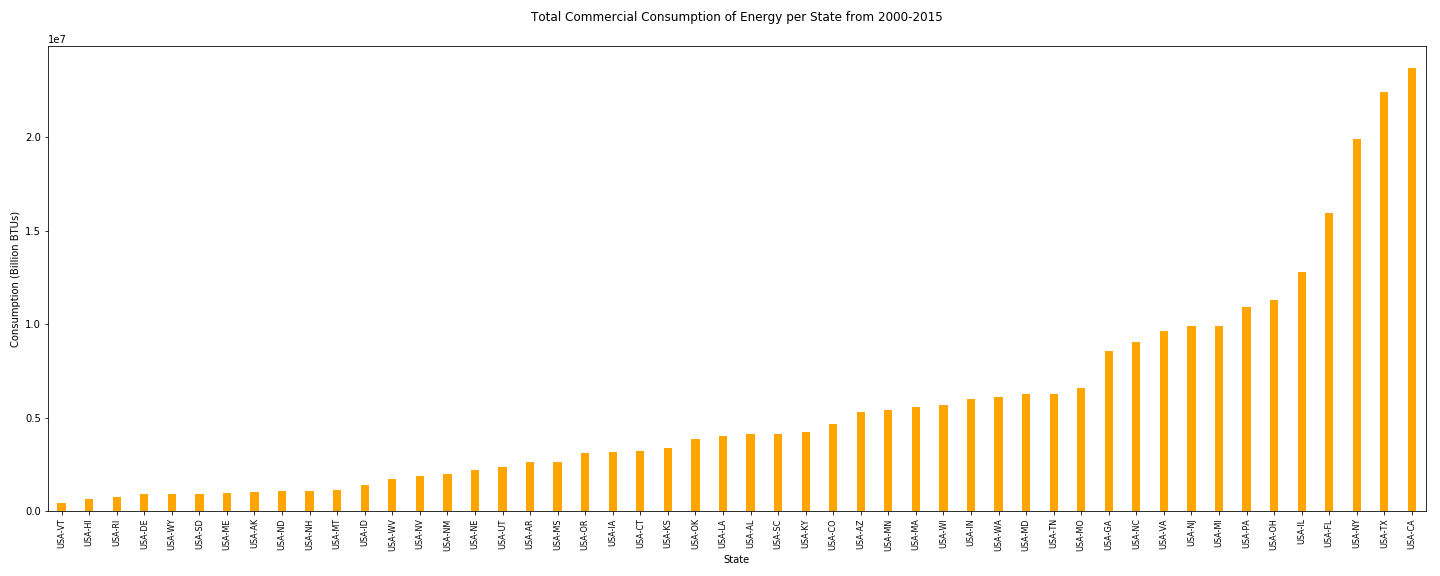 Total Commercial Consumption of Energy per State from 2000-2015
1e7
Consumption (Billion BTUs)
2.0
1.5
1.0
0.5
0.0
USA-VT
USA-HI
USA-RI
USA-DE
USA-WY
USA-SD
USA-ME
USA-AK
USA-ND
USA-NH
USA-MT
USA-ID
USA-WV
USA-NV
USA-NM
USA-NE
USA-UT
USA-AR
USA-MS
USA-OR
USA-IA
USA-CT
USA-KS
USA-OK
USA-LA
USA-AL
USA-SC
USA-KY
USA-CO
USA-AZ
USA-MN
USA-MA
USA-WI
USA-IN
USA-WA
USA-MD
USA-TN
USA-MO
USA-GA
USA-NC
USA-VA
USA-NJ
USA-MI
USA-PA
USA-OH
USA-IL
USA-FL
USA-NY
USA-TX
USA-CA
State